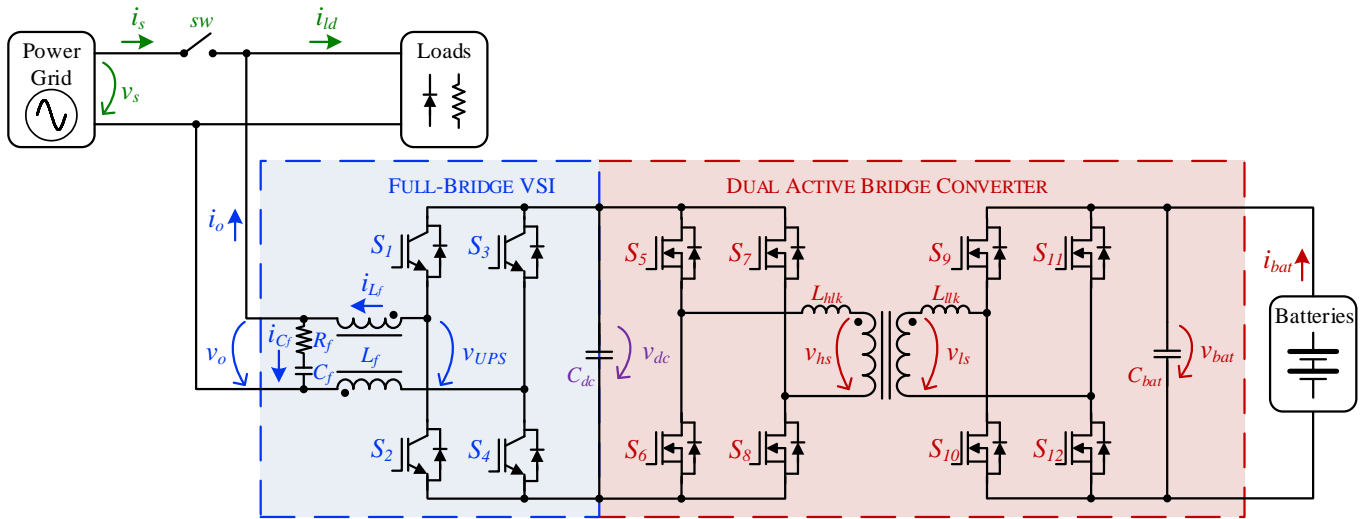 i_s
sw
i_ld
Power
Grid
v_s
Loads
FULL-BRIDGE VSI
DUAL ACTIVE BRIDGE CONVERTER
i_o
S_1
S_3
S_5
S_7
S_9
S_11
i_bat
i_Lf
L_hlk
L_llk
Batteries
v_o
i_Cf
R_f
L_f
C_f
v_UPS
C_dc
v_dc
v_hs
v_ls
C_bat
v_bat
S_2
S_4
S_6
S_8
S_10
S_12